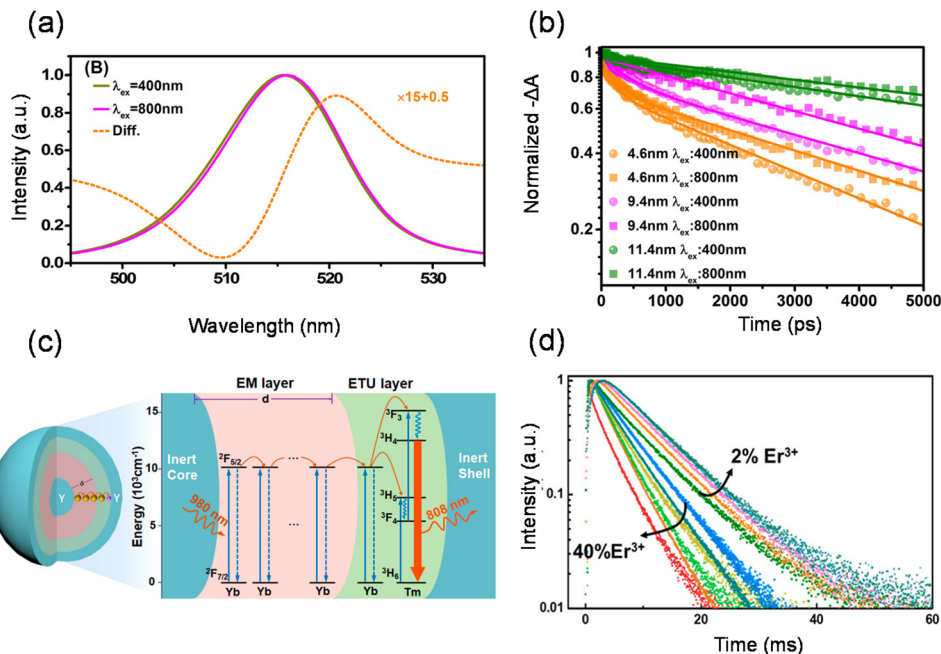 (a)
(B)
λex=400nm
λex=800nm
Diff.
×15+0.5
Intensity (a.u.)
1.0
0.8
0.6
0.4
0.2
0.0
500
510
520
530
Wavelength (nm)
(b)
Normalized -ΔA
1
0.8
0.6
0.4
0.2
4.6nm λex:400nm
4.6nm λex:800nm
9.4nm λex:400nm
9.4nm λex:800nm
11.4nm λex:400nm
11.4nm λex:800nm
0
1000
2000
3000
4000
5000
Time (ps)
(c)
EM layer
ETU layer
d
Y
d
Y
Energy (10³cm⁻¹)
15
10
5
0
Inert
Core
980 nm
²F5/2
²F7/2
...
...
Yb
Yb
Yb
Yb
Tm
³F3
³H4
³H5
³F4
³H6
808 nm
Inert
Shell
(d)
Intensity (a.u.)
1
0.1
0.01
2% Er³⁺
40%Er³⁺
0
20
40
60
Time (ms)